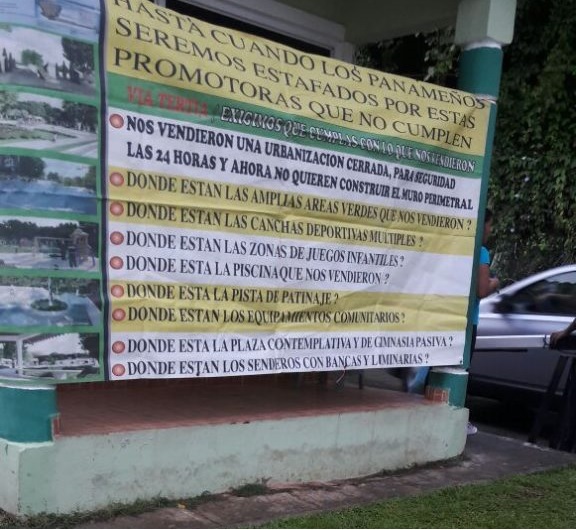 HASTA CUANDO LOS PANAMEÑOS
SEREMOS ESTAFADOS POR ESTAS
PROMOTORAS QUE NO CUMPLEN
VIA TERTIA EXIGIMOS QUE CUMPLAS CON LO QUE NOS VENDIERON
NOS VENDIERON UNA URBANIZACION CERRADA, PARA SEGURIDAD
LAS 24 HORAS Y AHORA NO QUIEREN CONSTRUIR EL MURO PERIMETRAL
DONDE ESTAN LAS AMPLIAS AREAS VERDES QUE NOS VENDIERON ?
DONDE ESTAN LAS CANCHAS DEPORTIVAS MULTIPLES ?
DONDE ESTAN LAS ZONAS DE JUEGOS INFANTILES ?
DONDE ESTA LA PISCINA QUE NOS VENDIERON ?
DONDE ESTA LA PISTA DE PATINAJE ?
DONDE ESTAN LOS EQUIPAMIENTOS COMUNITARIOS ?
DONDE ESTA LA PLAZA CONTEMPLATIVA Y DE GIMNASIA PASIVA ?
DONDE ESTAN LOS SENDEROS CON BANCAS Y LUMINARIAS ?